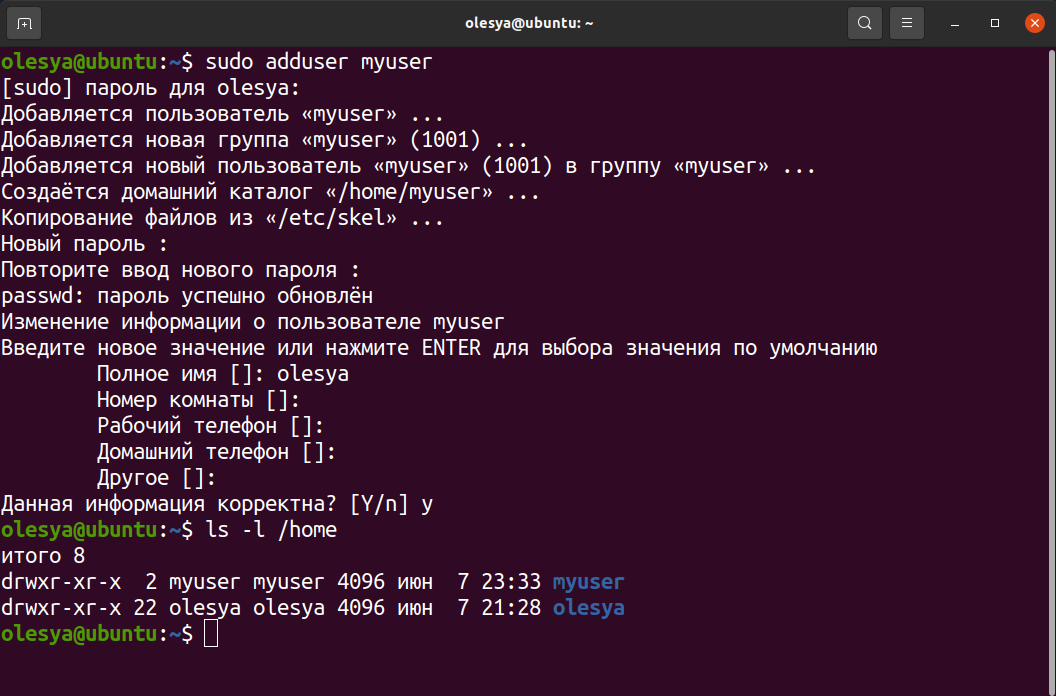 olesya@ubuntu: ~
olesya@ubuntu:~$ sudo adduser myuser
[sudo] пароль для olesya:
Добавляется пользователь «myuser» ...
Добавляется новая группа «myuser» (1001) ...
Добавляется новый пользователь «myuser» (1001) в группу «myuser» ...
Создаётся домашний каталог «/home/myuser» ...
Копирование файлов из «/etc/skel» ...
Новый пароль :
Повторите ввод нового пароля :
passwd: пароль успешно обновлён
Изменение информации о пользователе myuser
Введите новое значение или нажмите ENTER для выбора значения по умолчанию
        Полное имя []: olesya
        Номер комнаты []:
        Рабочий телефон []:
        Домашний телефон []:
        Другое []:
Данная информация корректна? [Y/n] y
olesya@ubuntu:~$ ls -l /home
итого 8
drwxr-xr-x  2 myuser myuser 4096 июн  7 23:33 myuser
drwxr-xr-x 22 olesya olesya 4096 июн  7 21:28 olesya
olesya@ubuntu:~$